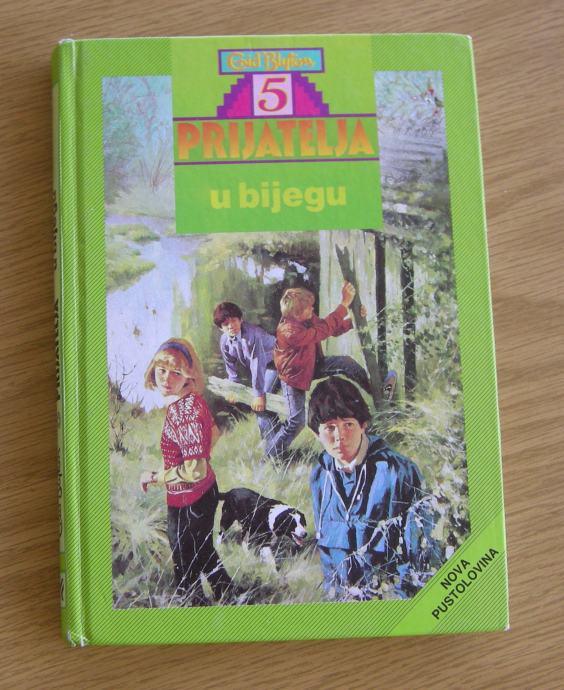 Enid Blyton
5
PRIJATELJA
u bijegu
NOVA
PUSTOLOVINA